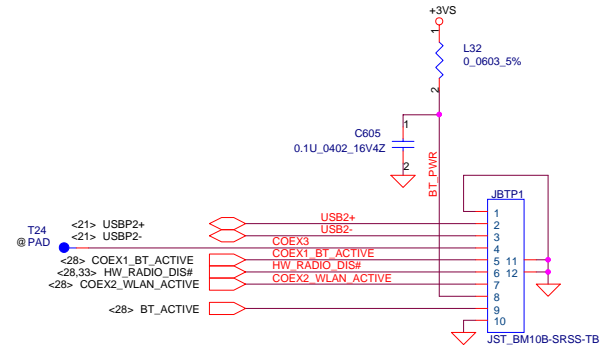 +3VS
1
L32
0_0603_5%
2
1
C605
0.1U_0402_16V4Z
2
BT_PWR
JBTP1
T24
@PAD
<21> USBP2+
USB2+
<21> USBP2-
USB2-
COEX3
<28> COEX1_BT_ACTIVE
COEX1_BT_ACTIVE
<28,33> HW_RADIO_DIS#
HW_RADIO_DIS#
<28> COEX2_WLAN_ACTIVE
COEX2_WLAN_ACTIVE
<28> BT_ACTIVE
1
2
3
4
5 11
6 12
7
8
9
10
JST_BM10B-SRSS-TB